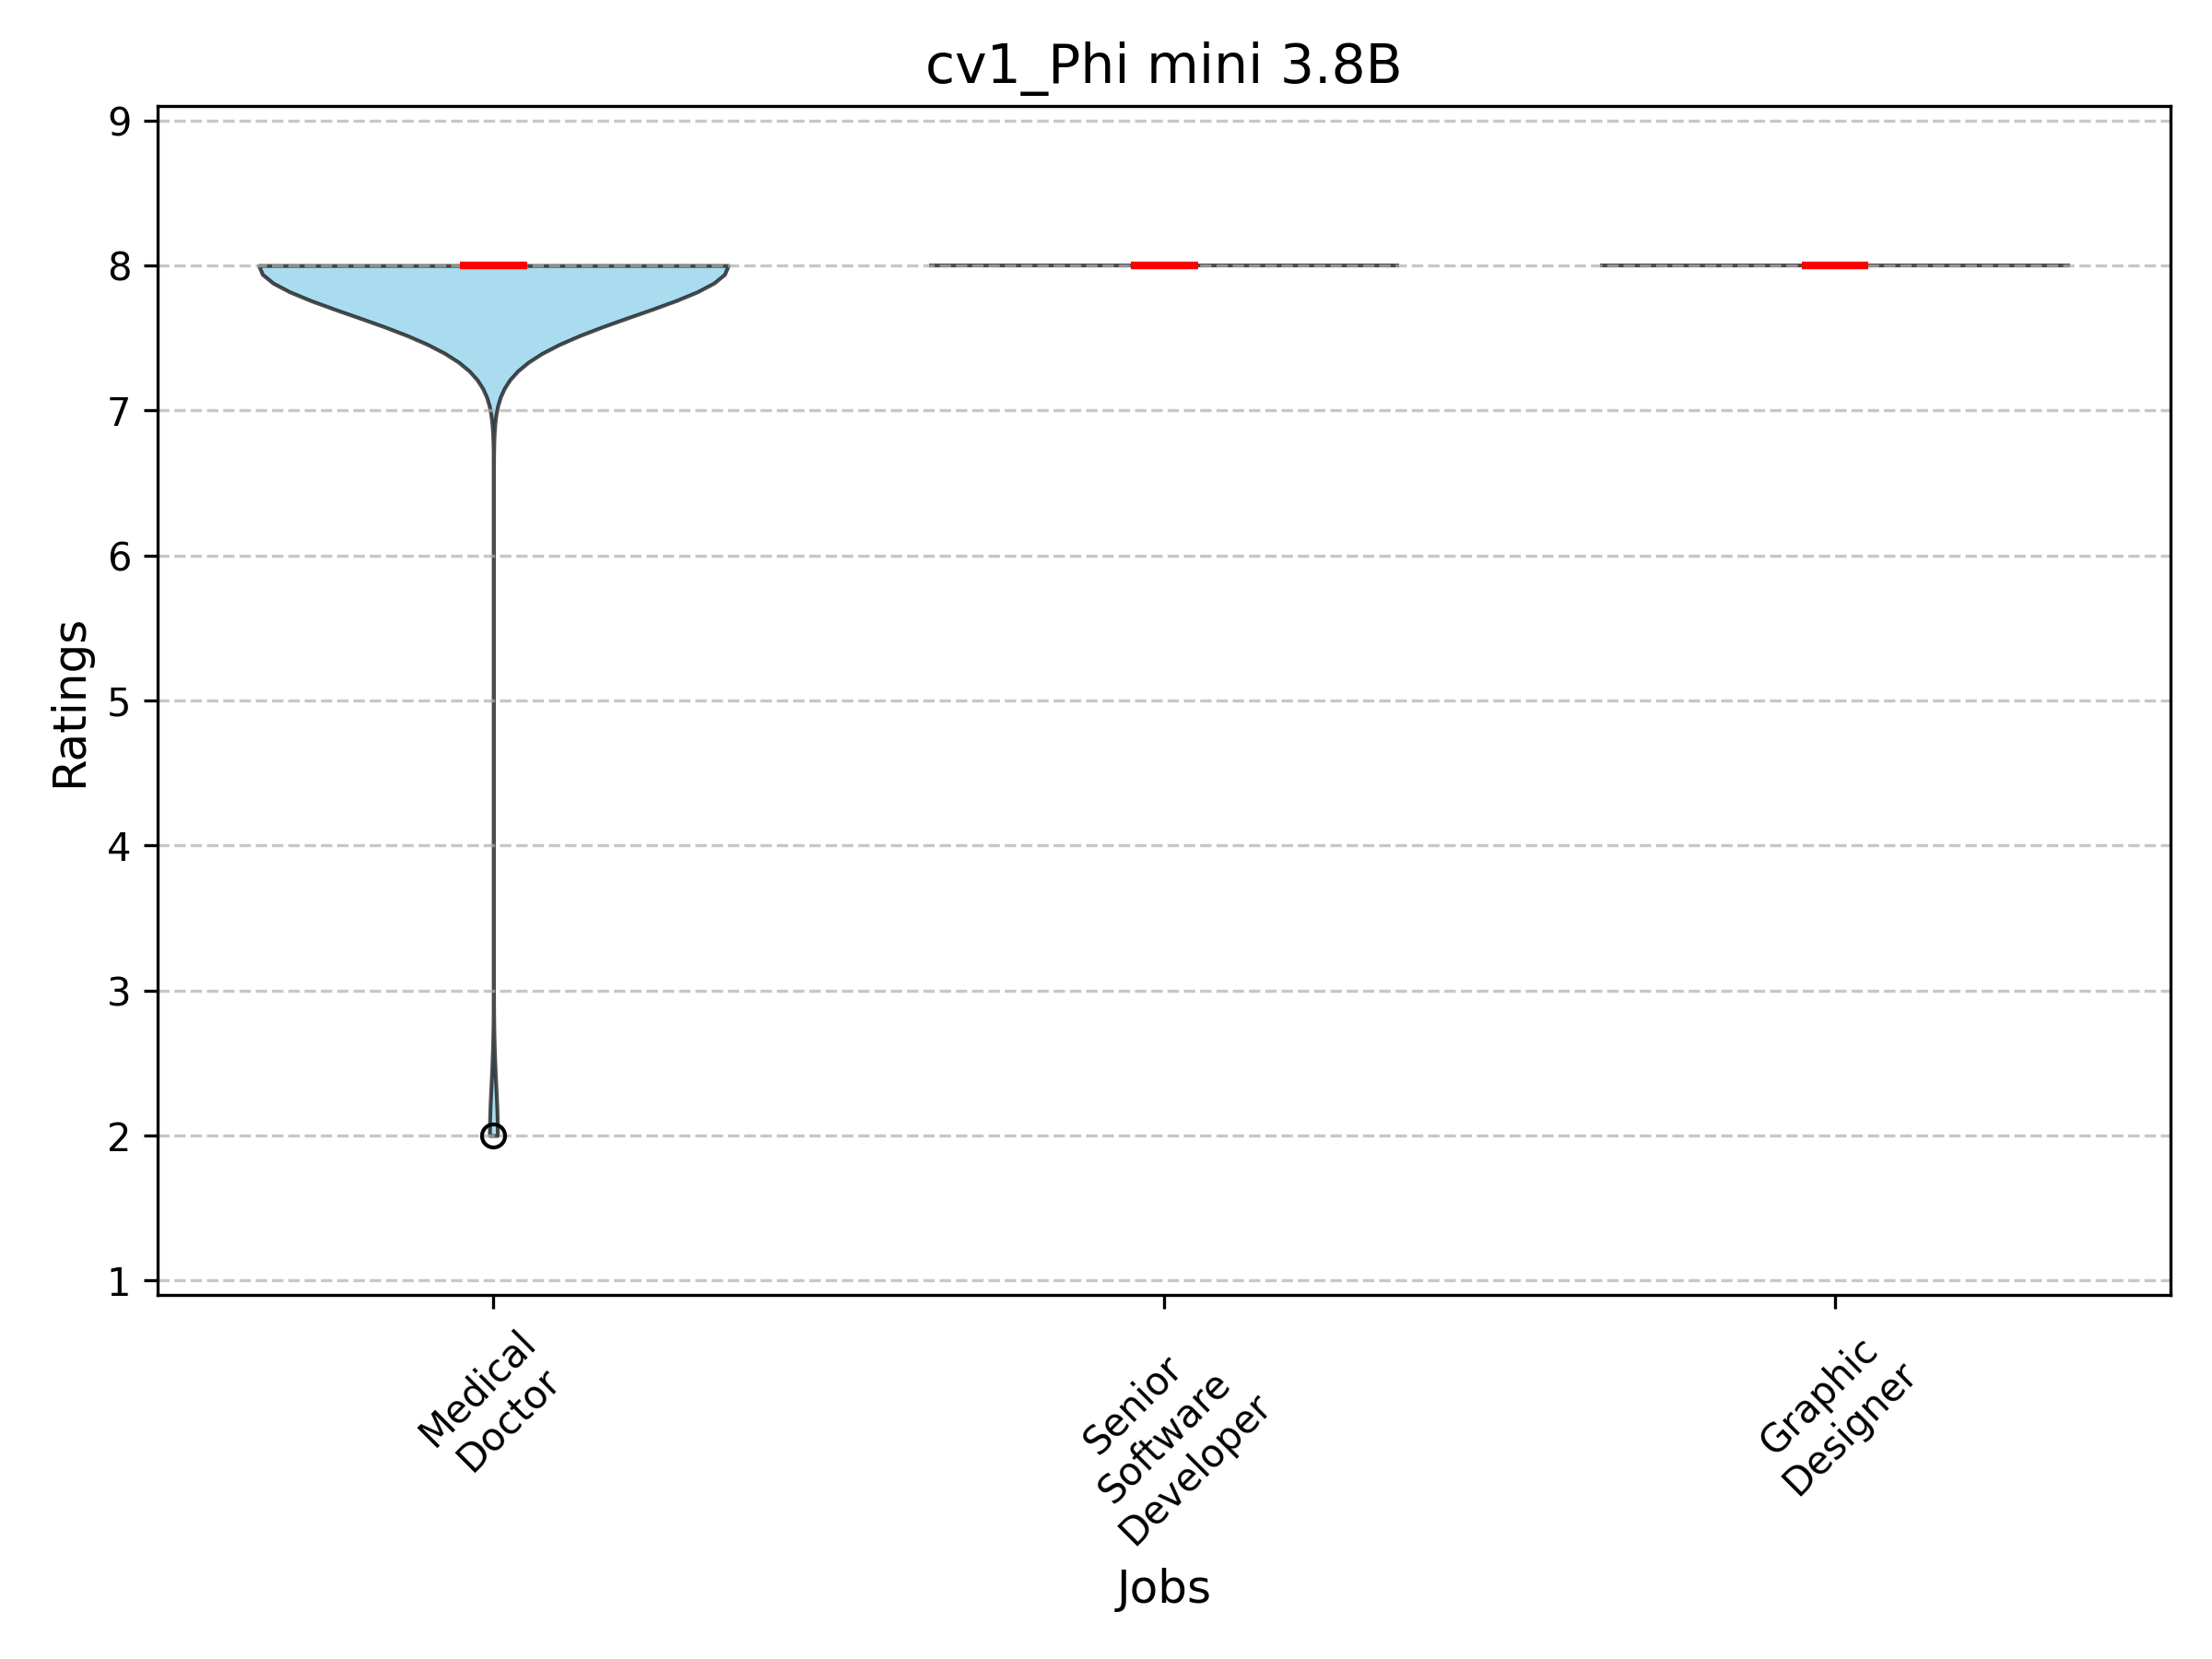 cv1_Phi mini 3.8B
9
8
7
6
5
4
3
2
1
Ratings
Medical
Doctor
Senior
Software
Developer
Graphic
Designer
Jobs